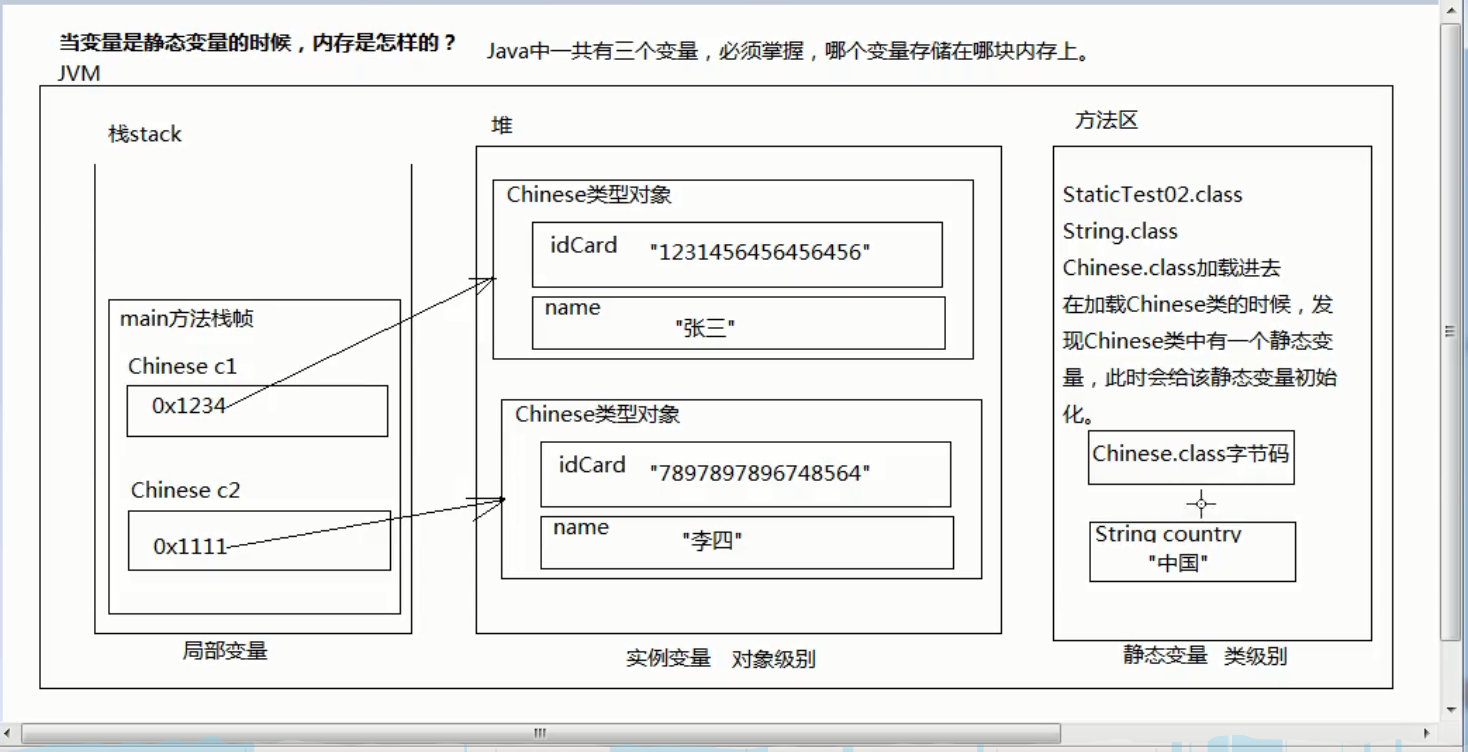 当变量是静态变量的时候，内存是怎样的？
Java中一共有三个变量，必须掌握，哪个变量存储在哪块内存上。
JVM
栈stack
main方法栈帧
Chinese c1
0x1234
Chinese c2
0x1111
局部变量
堆
Chinese类型对象
idCard "1231456456456456"
name
"张三"
Chinese类型对象
idCard "7897897896748564"
name
"李四"
实例变量 对象级别
方法区
StaticTest02.class
String.class
Chinese.class加载进去
在加载Chinese类的时候，发
现Chinese类中有一个静态变
量，此时会给该静态变量初始
化。
Chinese.class字节码
String country
"中国"
静态变量 类级别